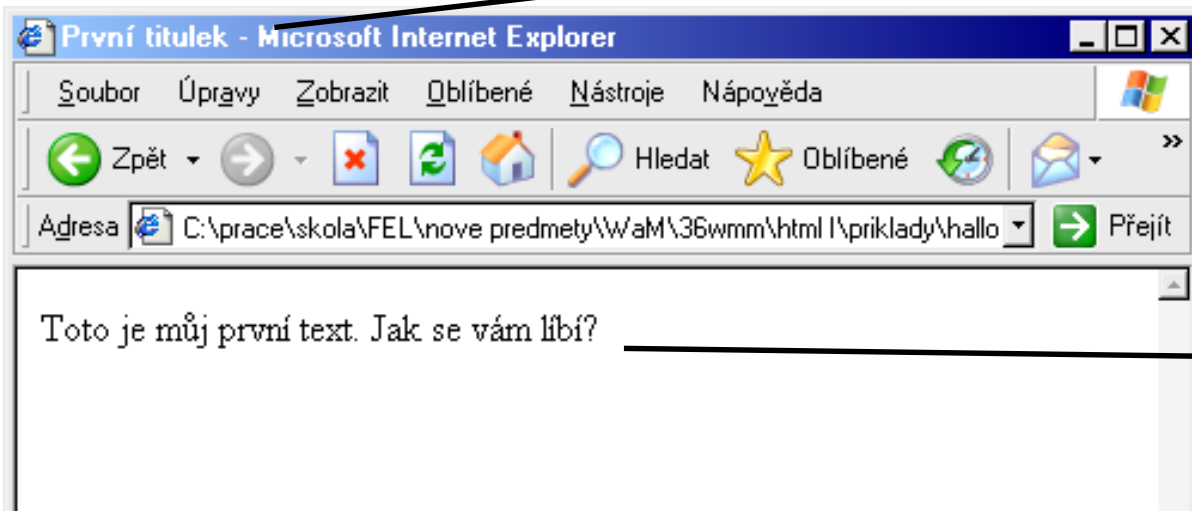 První titulek - Microsoft Internet Explorer
Soubor Úpravy Zobrazit Oblíbené Nástroje Nápověda
Zpět Hledat Oblíbené »
Adresa C:\prace\skola\FEL\nove predmety\WaM\36wmm\html I\priklady\hallo Přejít
Toto je můj první text. Jak se vám líbí?